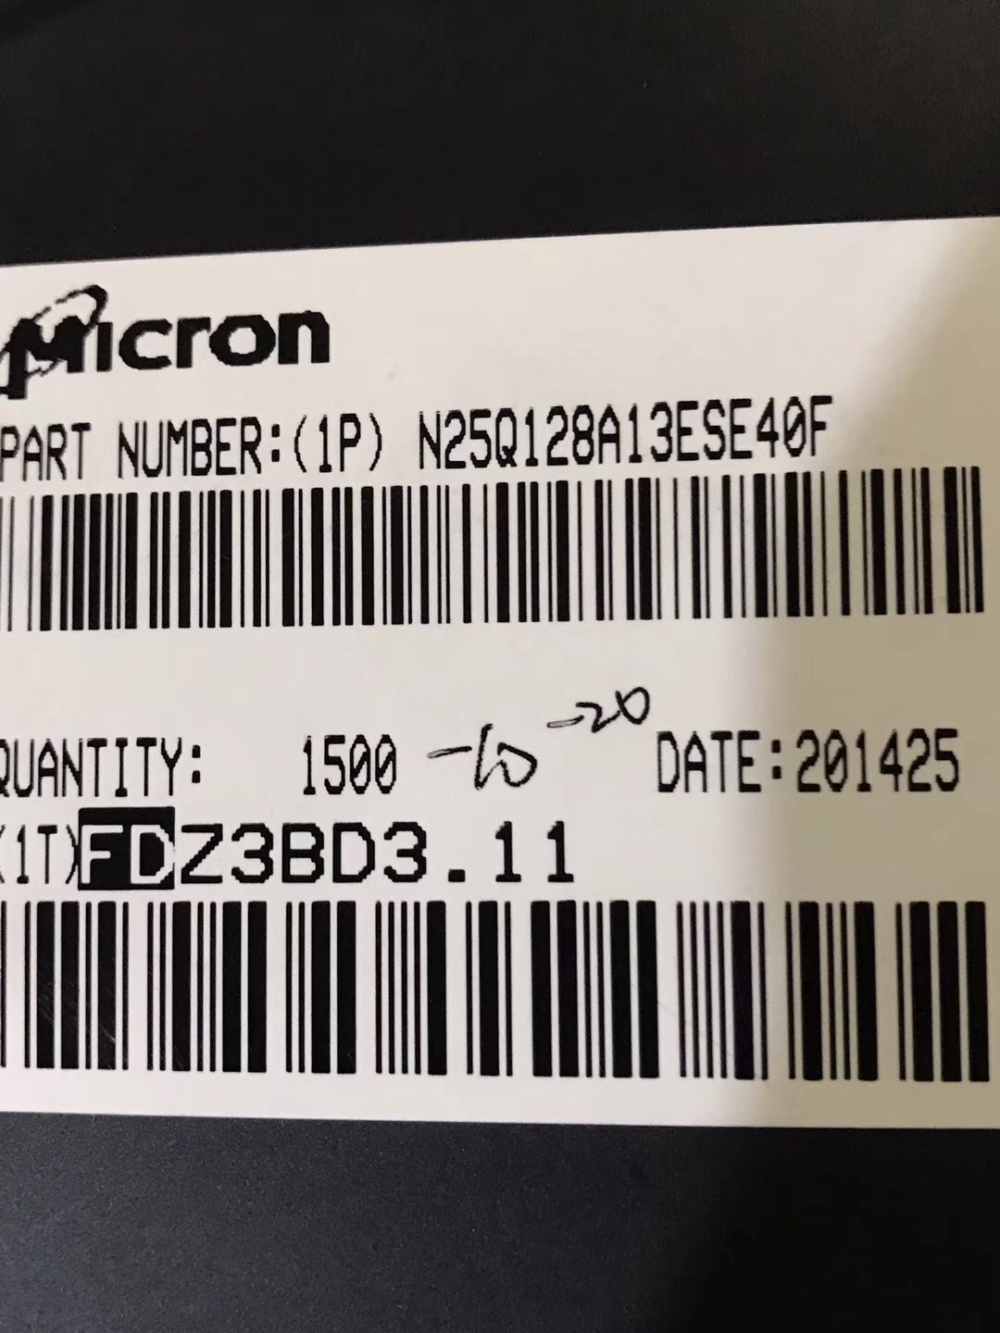 Micron
PART NUMBER:(1P) N25Q128A13ESE40F
-20
QUANTITY: 1500 -10 DATE:201425
(1T)FDZ3BD3.11